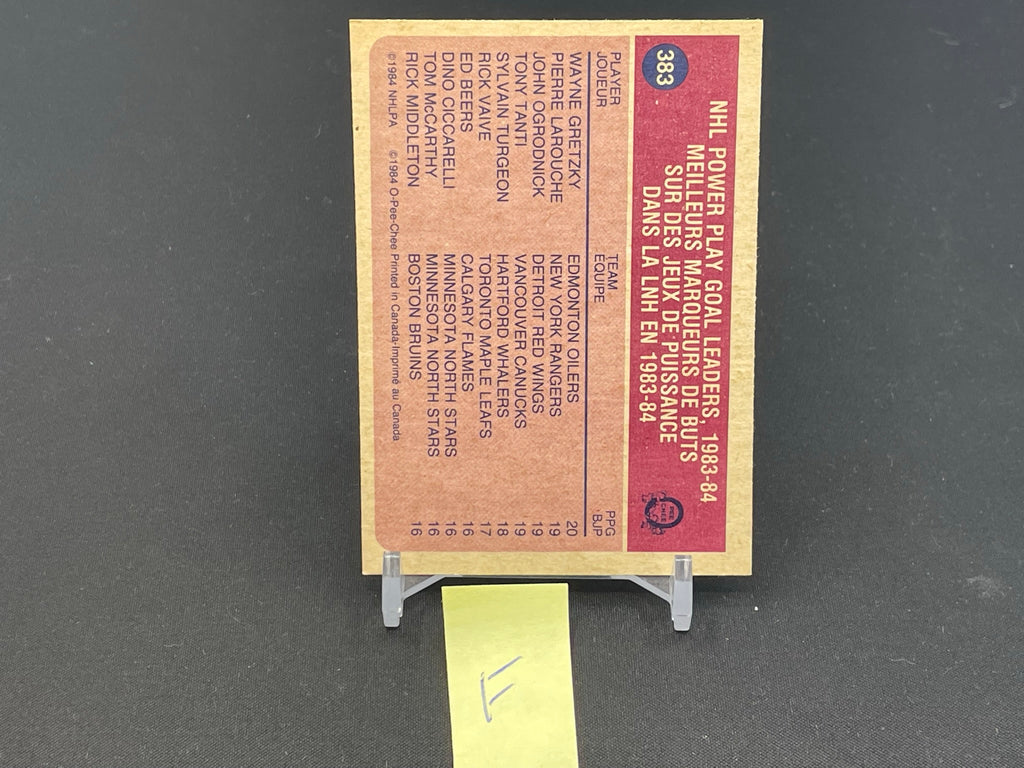 383
NHL POWER PLAY GOAL LEADERS, 1983-84
MEILLEURS MARQUEURS DE BUTS
SUR DES JEUX DE PUISSANCE
DANS LA LNH EN 1983-84
O PEE CHEE
PLAYER TEAM PPG
JOUEUR ÉQUIPE BJP
WAYNE GRETZKY EDMONTON OILERS 20
PIERRE LAROUCHE NEW YORK RANGERS 19
JOHN OGRODNICK DETROIT RED WINGS 19
TONY TANTI VANCOUVER CANUCKS 19
SYLVAIN TURGEON HARTFORD WHALERS 18
RICK VAIVE TORONTO MAPLE LEAFS 17
ED BEERS CALGARY FLAMES 16
DINO CICCARELLI MINNESOTA NORTH STARS 16
TOM McCARTHY MINNESOTA NORTH STARS 16
RICK MIDDLETON BOSTON BRUINS 16
©1984 NHLPA ©1984 O-Pee-Chee Printed in Canada-Imprimé au Canada